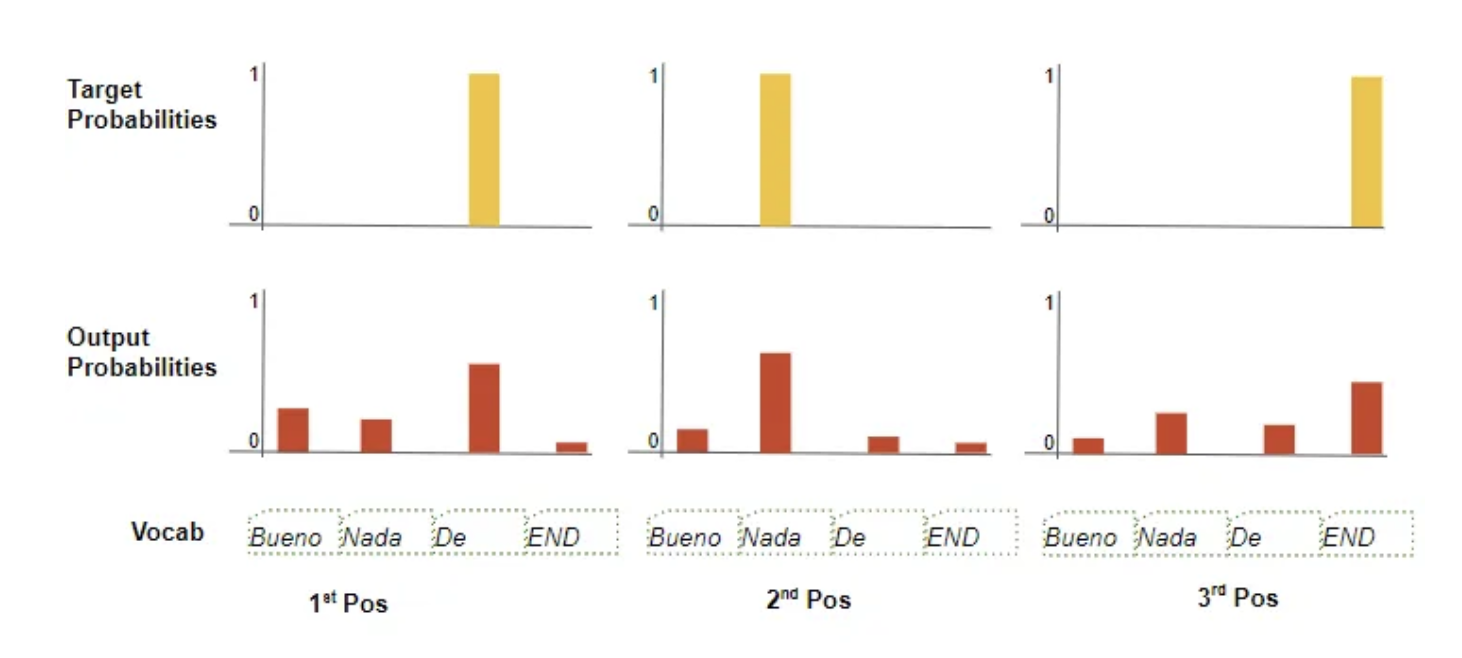 Target
Probabilities
1
0
1
0
1
0
Output
Probabilities
1
0
1
0
1
0
Vocab
Bueno Nada De END
Bueno Nada De END
Bueno Nada De END
1st Pos
2nd Pos
3rd Pos